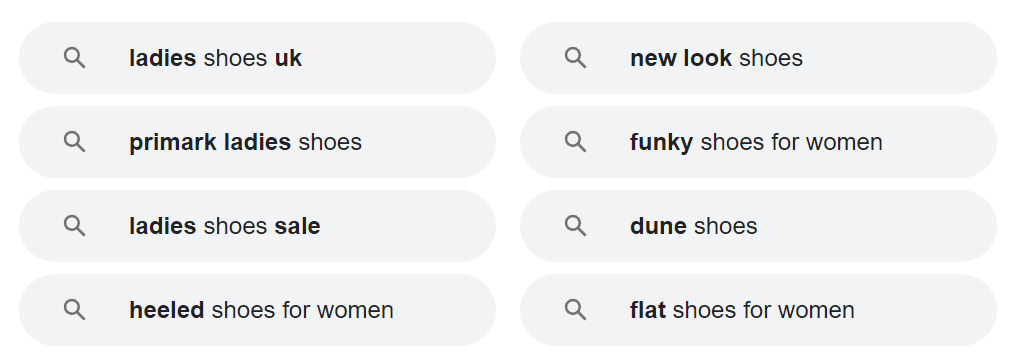 ladies shoes uk
new look shoes
primark ladies shoes
funky shoes for women
ladies shoes sale
dune shoes
heeled shoes for women
flat shoes for women